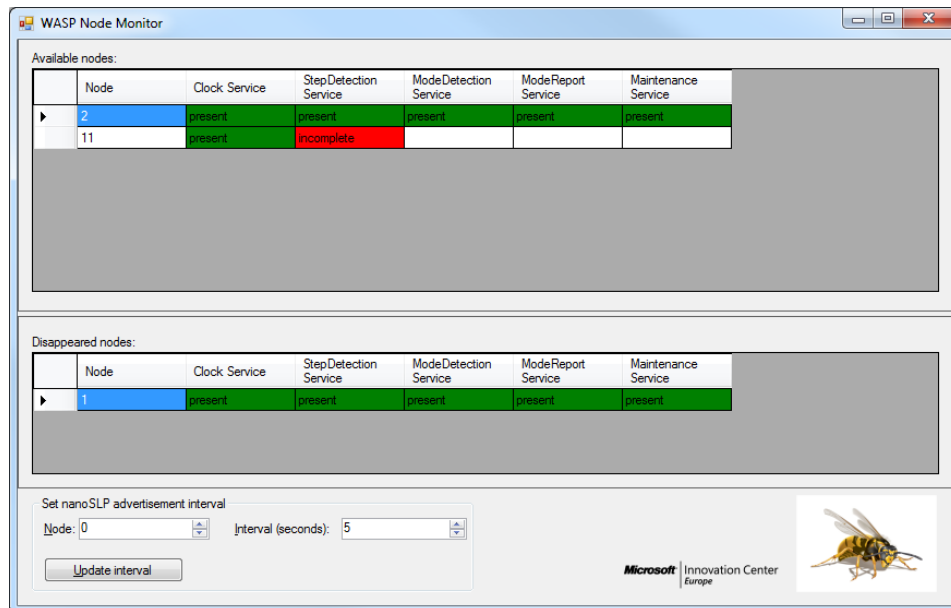 WASP Node Monitor
Available nodes:
Node Clock Service StepDetection Service ModeDetection Service ModeReport Service Maintenance Service
2 present present present present present
11 present incomplete
Disappeared nodes:
Node Clock Service StepDetection Service ModeDetection Service ModeReport Service Maintenance Service
1 present present present present present
Set nanoSLP advertisement interval
Node: 0 Interval (seconds): 5
Update interval
Microsoft Innovation Center
Europe